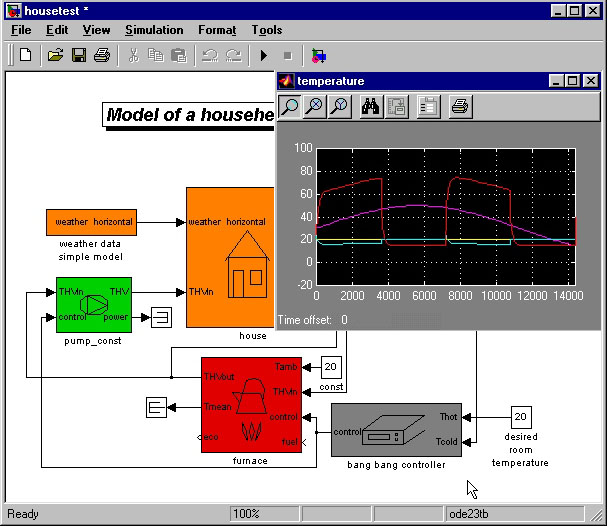 housetest *
File Edit View Simulation Format Tools
temperature
Model of a househe
100
80
60
40
20
0
-20
0 2000 4000 6000 8000 10000 12000 14000
Time offset: 0
weather horizontal
weather data
simple model
weather horizontal
THVin
house
THVin THV
control power
pump_const
THVout
Tmean
eco
Tamb
THVin
control
fuel
furnace
20
const
control
Thot
Tcold
bang bang controller
20
desired
room
temperature
Ready 100% ode23tb